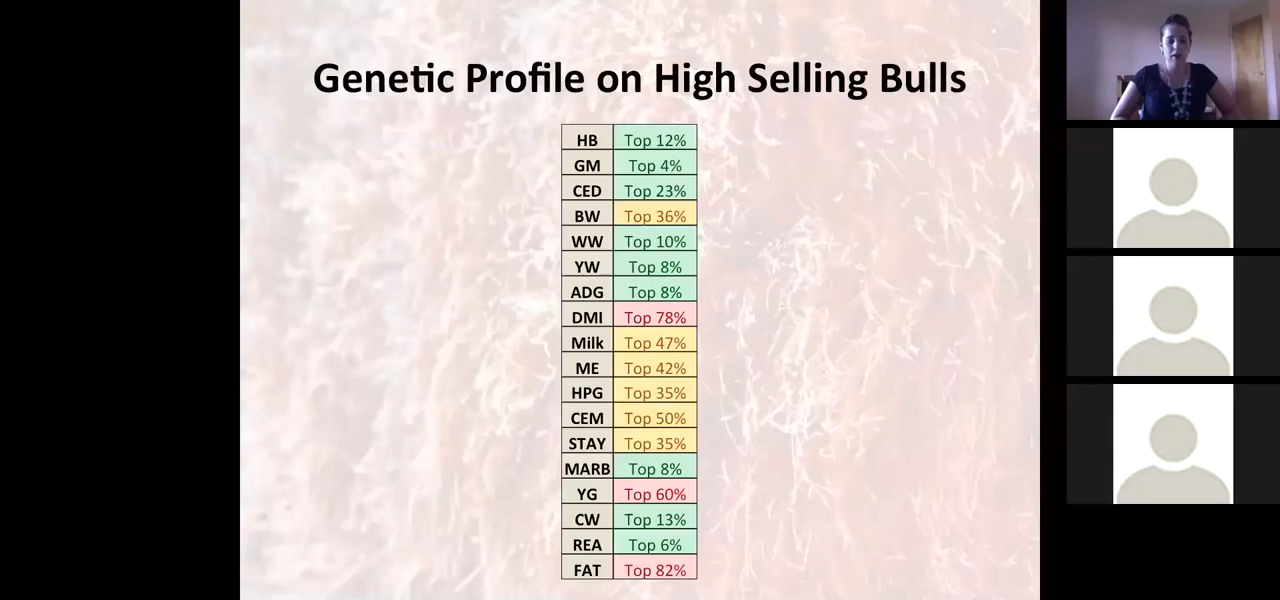 Genetic Profile on High Selling Bulls
HB Top 12%
GM Top 4%
CED Top 23%
BW Top 36%
WW Top 10%
YW Top 8%
ADG Top 8%
DMI Top 78%
Milk Top 47%
ME Top 42%
HPG Top 35%
CEM Top 50%
STAY Top 35%
MARB Top 8%
YG Top 60%
CW Top 13%
REA Top 6%
FAT Top 82%